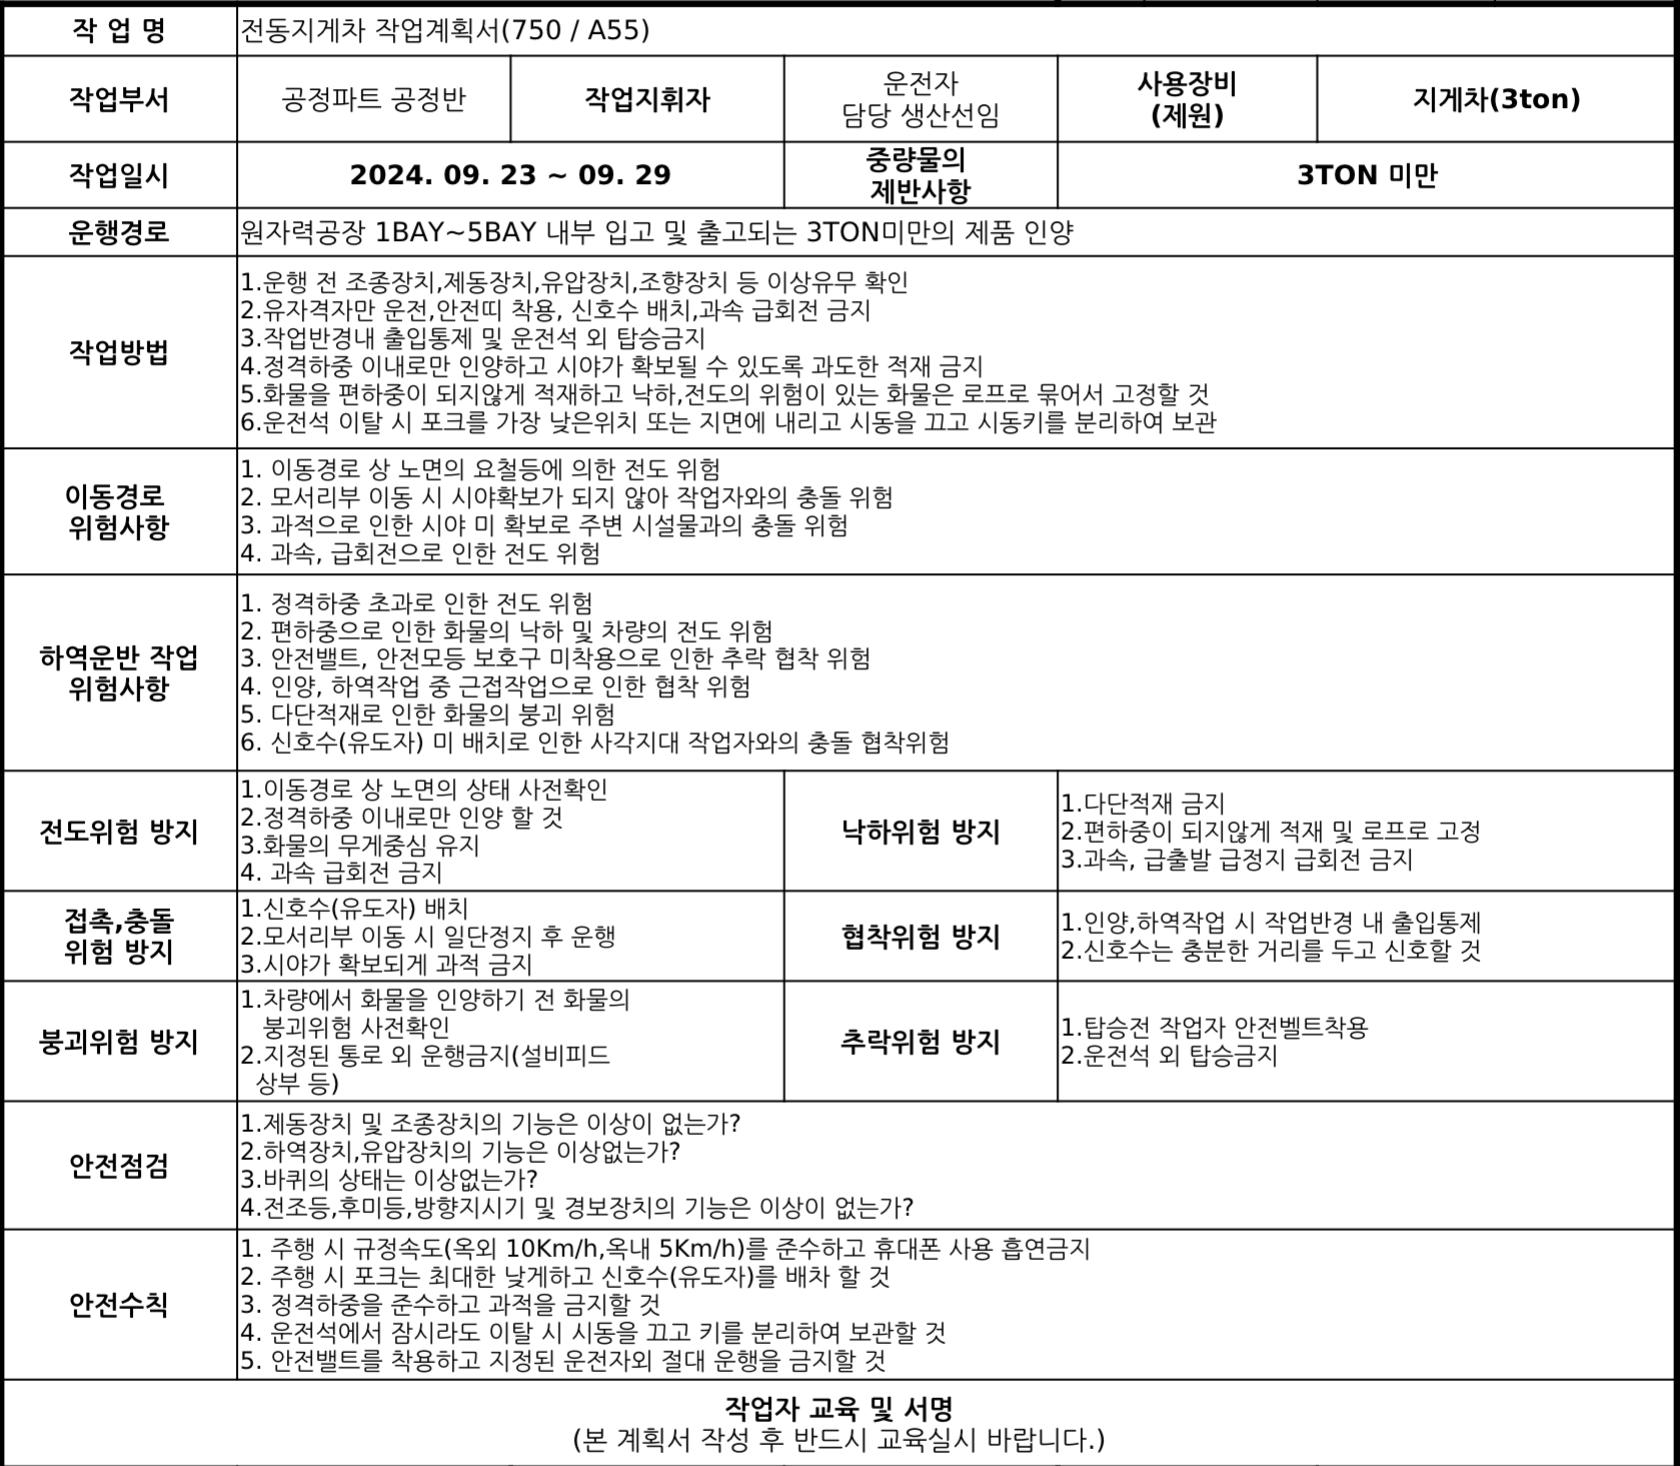 작 업 명
전동지게차 작업계획서(750 / A55)
작업부서
공정파트 공정반
작업지휘자
운전자
담당 생산선임
사용장비
(제원)
지게차(3ton)
작업일시
2024. 09. 23 ~ 09. 29
중량물의
제반사항
3TON 미만
운행경로
원자력공장 1BAY~5BAY 내부 입고 및 출고되는 3TON미만의 제품 인양
작업방법
1.운행 전 조종장치,제동장치,유압장치,조향장치 등 이상유무 확인
2.유자격자만 운전,안전띠 착용, 신호수 배치,과속 급회전 금지
3.작업반경내 출입통제 및 운전석 외 탑승금지
4.정격하중 이내로만 인양하고 시야가 확보될 수 있도록 과도한 적재 금지
5.화물을 편하중이 되지않게 적재하고 낙하,전도의 위험이 있는 화물은 로프로 묶어서 고정할 것
6.운전석 이탈 시 포크를 가장 낮은위치 또는 지면에 내리고 시동을 끄고 시동키를 분리하여 보관
이동경로
위험사항
1. 이동경로 상 노면의 요철등에 의한 전도 위험
2. 모서리부 이동 시 시야확보가 되지 않아 작업자와의 충돌 위험
3. 과적으로 인한 시야 미 확보로 주변 시설물과의 충돌 위험
4. 과속, 급회전으로 인한 전도 위험
하역운반 작업
위험사항
1. 정격하중 초과로 인한 전도 위험
2. 편하중으로 인한 화물의 낙하 및 차량의 전도 위험
3. 안전밸트, 안전모등 보호구 미착용으로 인한 추락 협착 위험
4. 인양, 하역작업 중 근접작업으로 인한 협착 위험
5. 다단적재로 인한 화물의 붕괴 위험
6. 신호수(유도자) 미 배치로 인한 사각지대 작업자와의 충돌 협착위험
전도위험 방지
1.이동경로 상 노면의 상태 사전확인
2.정격하중 이내로만 인양 할 것
3.화물의 무게중심 유지
4. 과속 급회전 금지
낙하위험 방지
1.다단적재 금지
2.편하중이 되지않게 적재 및 로프로 고정
3.과속, 급출발 급정지 급회전 금지
접촉,충돌
위험 방지
1.신호수(유도자) 배치
2.모서리부 이동 시 일단정지 후 운행
3.시야가 확보되게 과적 금지
협착위험 방지
1.인양,하역작업 시 작업반경 내 출입통제
2.신호수는 충분한 거리를 두고 신호할 것
붕괴위험 방지
1.차량에서 화물을 인양하기 전 화물의
붕괴위험 사전확인
2.지정된 통로 외 운행금지(설비피드
상부 등)
추락위험 방지
1.탑승전 작업자 안전벨트착용
2.운전석 외 탑승금지
안전점검
1.제동장치 및 조종장치의 기능은 이상이 없는가?
2.하역장치,유압장치의 기능은 이상없는가?
3.바퀴의 상태는 이상없는가?
4.전조등,후미등,방향지시기 및 경보장치의 기능은 이상이 없는가?
안전수칙
1. 주행 시 규정속도(옥외 10Km/h,옥내 5Km/h)를 준수하고 휴대폰 사용 흡연금지
2. 주행 시 포크는 최대한 낮게하고 신호수(유도자)를 배차 할 것
3. 정격하중을 준수하고 과적을 금지할 것
4. 운전석에서 잠시라도 이탈 시 시동을 끄고 키를 분리하여 보관할 것
5. 안전밸트를 착용하고 지정된 운전자외 절대 운행을 금지할 것
작업자 교육 및 서명
(본 계획서 작성 후 반드시 교육실시 바랍니다.)